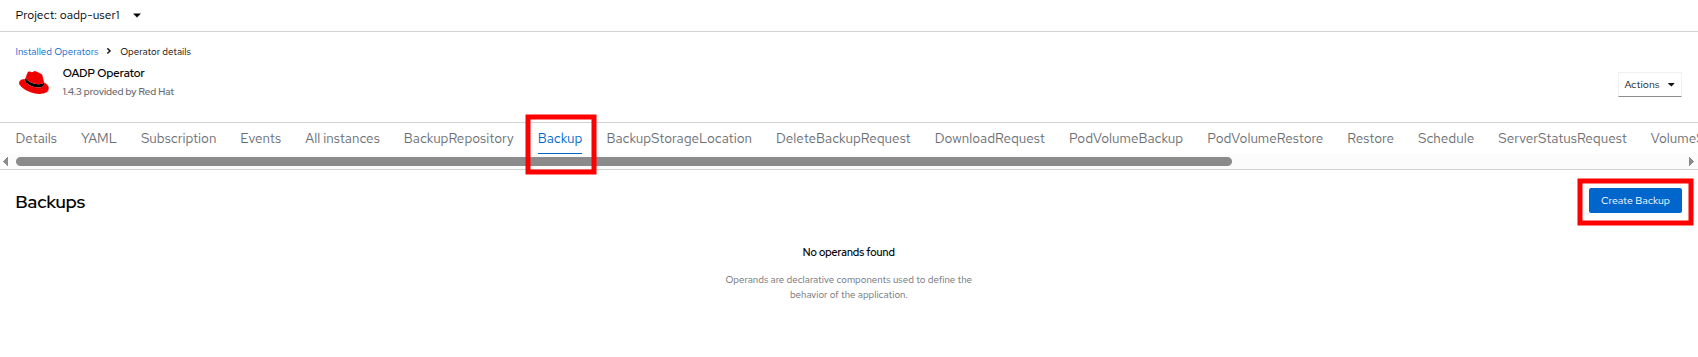 Project: oadp-user1
Installed Operators > Operator details
OADP Operator
1.4.3 provided by Red Hat
Actions
Details YAML Subscription Events All instances BackupRepository Backup BackupStorageLocation DeleteBackupRequest DownloadRequest PodVolumeBackup PodVolumeRestore Restore Schedule ServerStatusRequest VolumeS
Backups
Create Backup
No operands found
Operands are declarative components used to define the
behavior of the application.